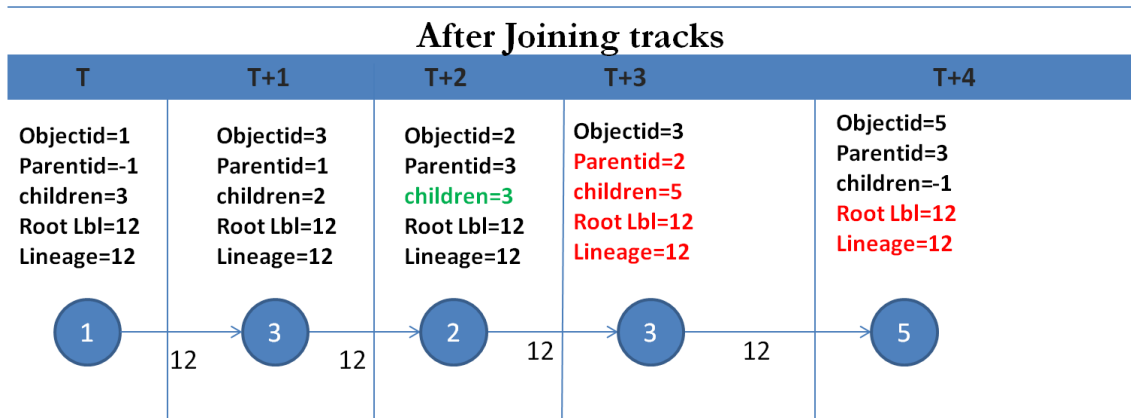 After Joining tracks
T T+1 T+2 T+3 T+4
Objectid=1
Parentid=-1
children=3
Root Lbl=12
Lineage=12
Objectid=3
Parentid=1
children=2
Root Lbl=12
Lineage=12
Objectid=2
Parentid=3
children=3
Root Lbl=12
Lineage=12
Objectid=3
Parentid=2
children=5
Root Lbl=12
Lineage=12
Objectid=5
Parentid=3
children=-1
Root Lbl=12
Lineage=12
1 3 2 3 5
12 12 12 12